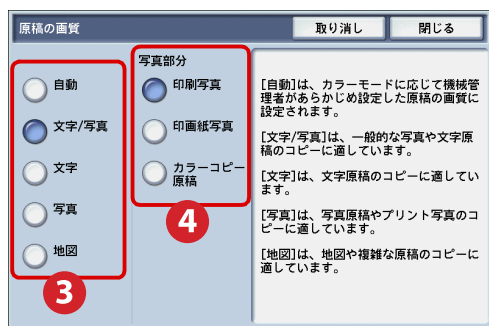 原稿の画質
取り消し
閉じる
自動
文字/写真
文字
写真
地図
3
写真部分
印刷写真
印画紙写真
カラーコピー
原稿
4
[自動]は、カラーモードに応じて機械管
理者があらかじめ設定した原稿の画質に
設定されます。
[文字/写真]は、一般的な写真や文字原
稿のコピーに適しています。
[文字]は、文字原稿のコピーに適してい
ます。
[写真]は、写真原稿やプリント写真のコ
ピーに適しています。
[地図]は、地図や複雑な原稿のコピーに
適しています。